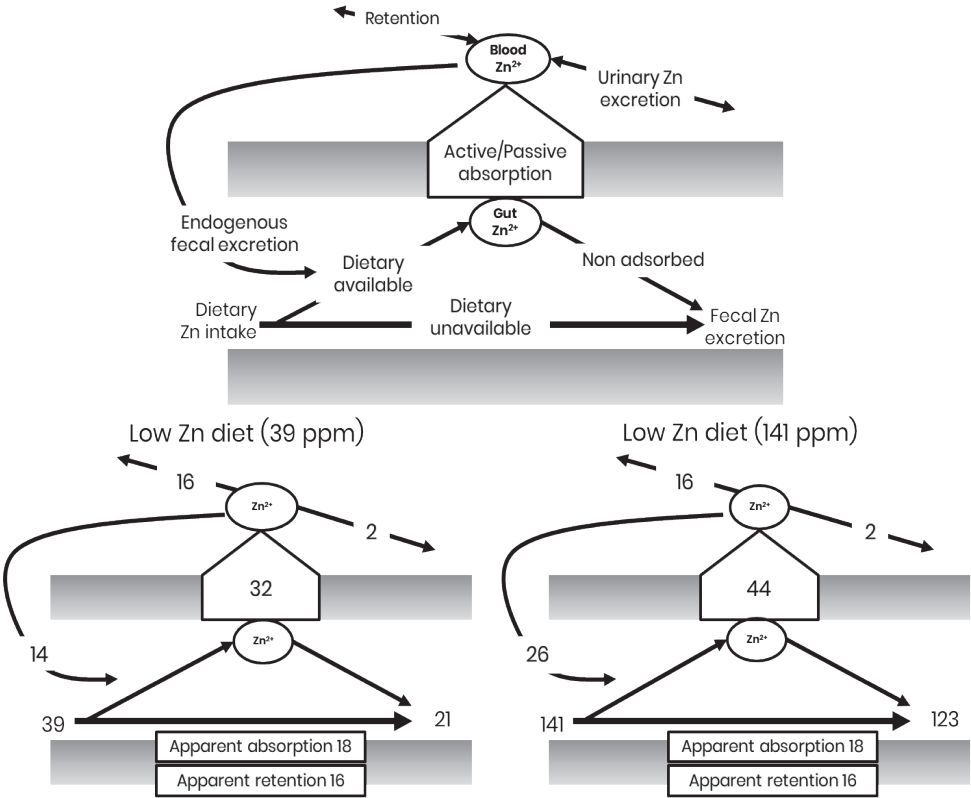 Retention
Blood
Zn²⁺
Urinary Zn
excretion
Active/Passive
absorption
Gut
Zn²⁺
Endogenous
fecal excretion
Dietary
available
Non adsorbed
Dietary
Zn intake
Dietary
unavailable
Fecal Zn
excretion
Low Zn diet (39 ppm)
16
Zn²⁺
2
32
Zn²⁺
14
39
21
Apparent absorption 18
Apparent retention 16
Low Zn diet (141 ppm)
16
Zn²⁺
2
44
Zn²⁺
26
141
123
Apparent absorption 18
Apparent retention 16